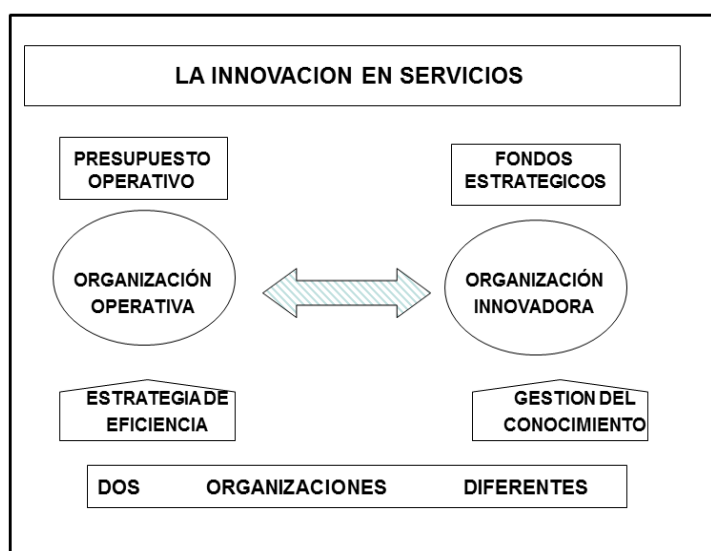 LA INNOVACION EN SERVICIOS
PRESUPUESTO
OPERATIVO
FONDOS
ESTRATEGICOS
ORGANIZACIÓN
OPERATIVA
ORGANIZACIÓN
INNOVADORA
ESTRATEGIA DE
EFICIENCIA
GESTION DEL
CONOCIMIENTO
DOS ORGANIZACIONES DIFERENTES